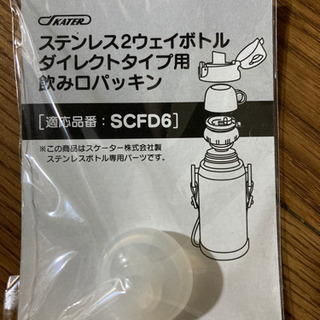 SKATER
ステンレス2ウェイボトル
ダイレクトタイプ用
飲み口パッキン
[適応品番：SCFD6]
※この商品はスケーター株式会社製
ステンレスボトル専用パーツです。